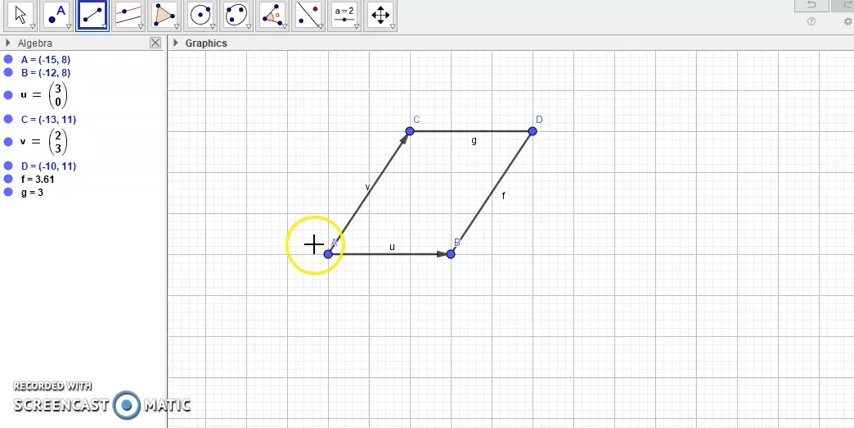 A
α
a = 2
Algebra
Graphics
A = (-15, 8)
B = (-12, 8)
u = (3 0)
C = (-13, 11)
v = (2 3)
D = (-10, 11)
f = 3.61
g = 3
C
D
g
v
f
A
u
B
RECORDED WITH
SCREENCAST MATIC